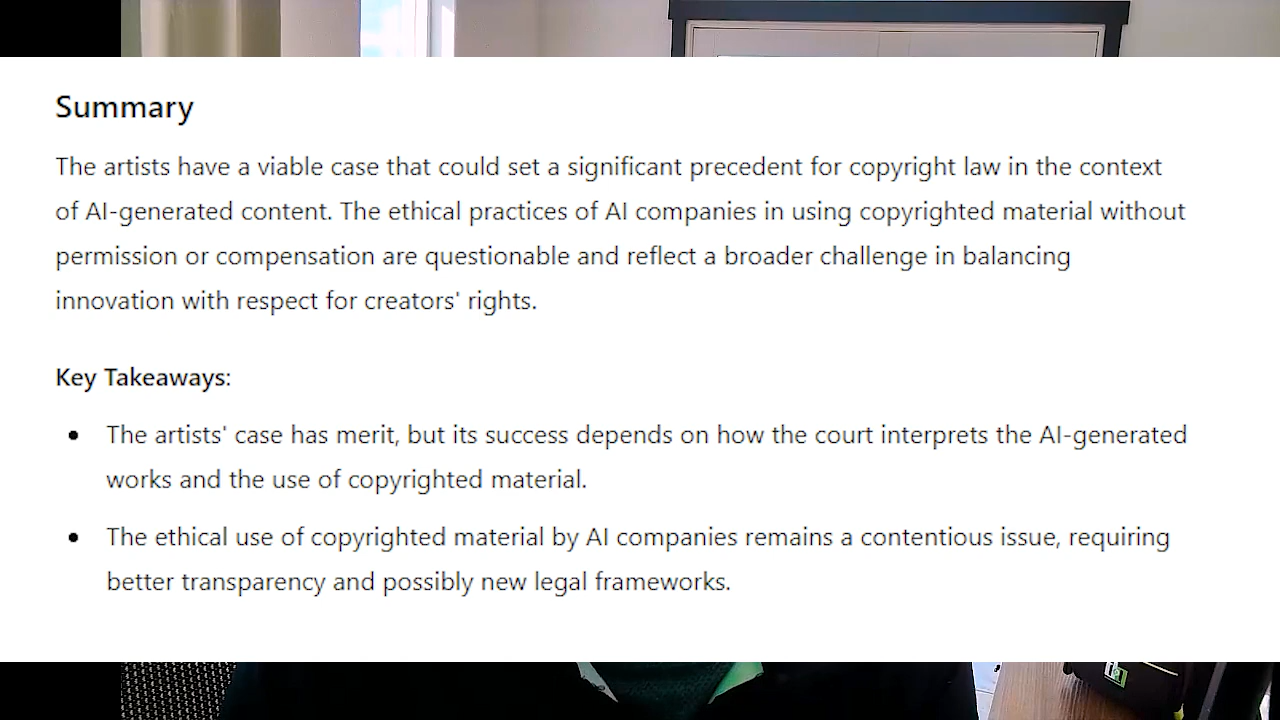 Summary
The artists have a viable case that could set a significant precedent for copyright law in the context
of AI-generated content. The ethical practices of AI companies in using copyrighted material without
permission or compensation are questionable and reflect a broader challenge in balancing
innovation with respect for creators' rights.
Key Takeaways:
The artists' case has merit, but its success depends on how the court interprets the AI-generated
works and the use of copyrighted material.
The ethical use of copyrighted material by AI companies remains a contentious issue, requiring
better transparency and possibly new legal frameworks.